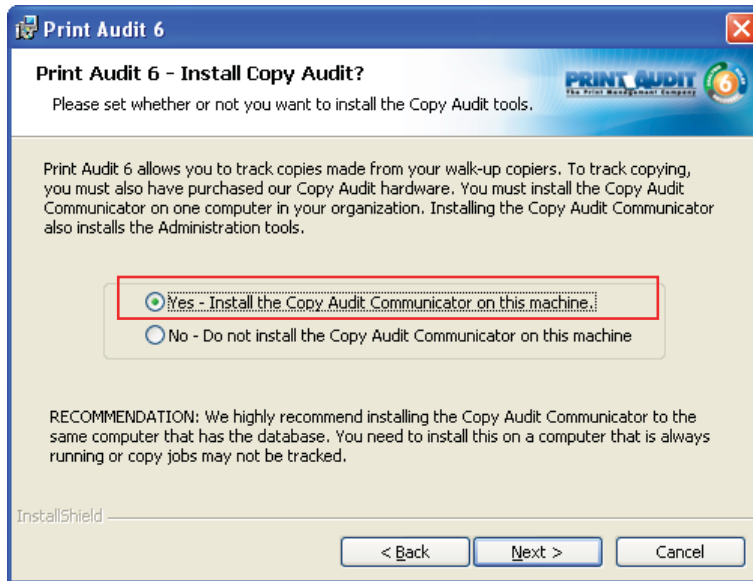 Print Audit 6
Print Audit 6 - Install Copy Audit?
Please set whether or not you want to install the Copy Audit tools.
PRINT AUDIT 6
The Print Management Company
Print Audit 6 allows you to track copies made from your walk-up copiers. To track copying,
you must also have purchased our Copy Audit hardware. You must install the Copy Audit
Communicator on one computer in your organization. Installing the Copy Audit Communicator
also installs the Administration tools.
Yes - Install the Copy Audit Communicator on this machine.
No - Do not install the Copy Audit Communicator on this machine
RECOMMENDATION: We highly recommend installing the Copy Audit Communicator to the
same computer that has the database. You need to install this on a computer that is always
running or copy jobs may not be tracked.
InstallShield
< Back
Next >
Cancel